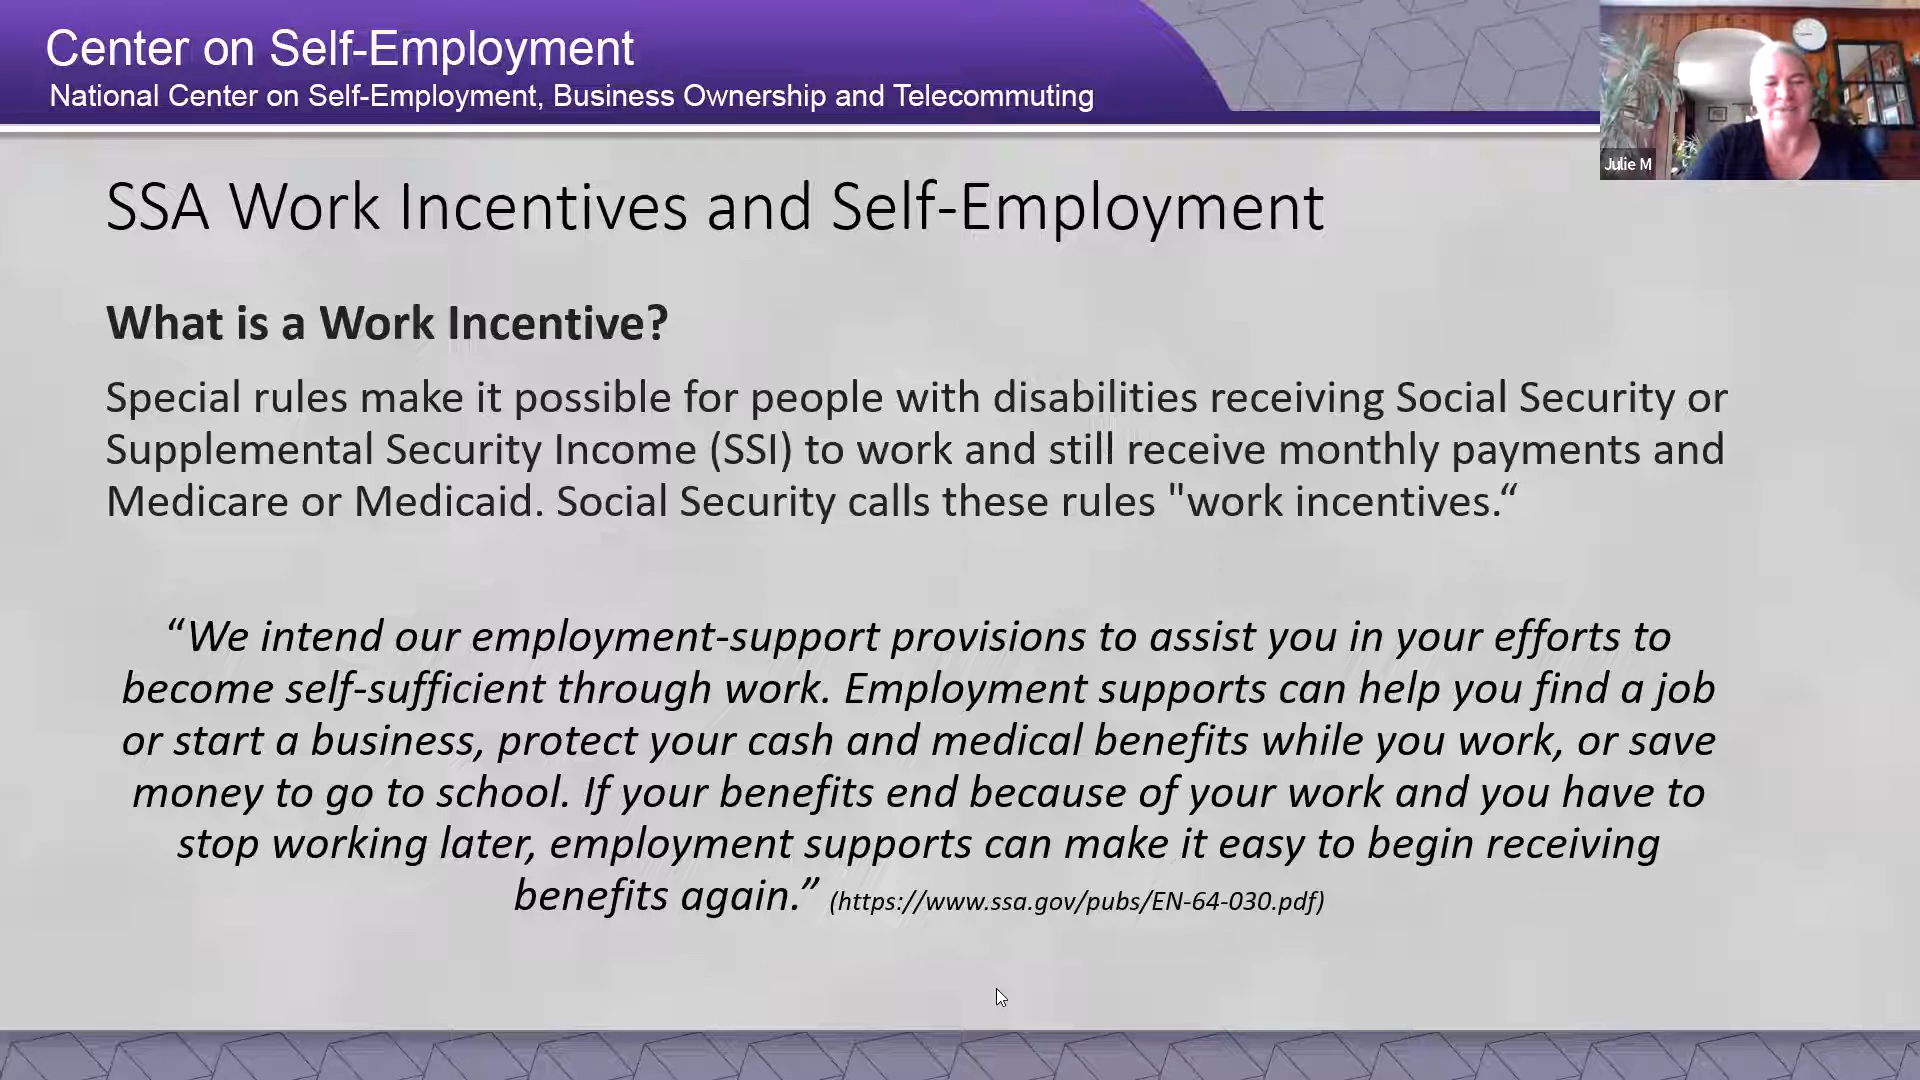 Center on Self-Employment
National Center on Self-Employment, Business Ownership and Telecommuting
Julie M
SSA Work Incentives and Self-Employment
What is a Work Incentive?
Special rules make it possible for people with disabilities receiving Social Security or
Supplemental Security Income (SSI) to work and still receive monthly payments and
Medicare or Medicaid. Social Security calls these rules "work incentives.“
“We intend our employment-support provisions to assist you in your efforts to
become self-sufficient through work. Employment supports can help you find a job
or start a business, protect your cash and medical benefits while you work, or save
money to go to school. If your benefits end because of your work and you have to
stop working later, employment supports can make it easy to begin receiving
benefits again.” (https://www.ssa.gov/pubs/EN-64-030.pdf)